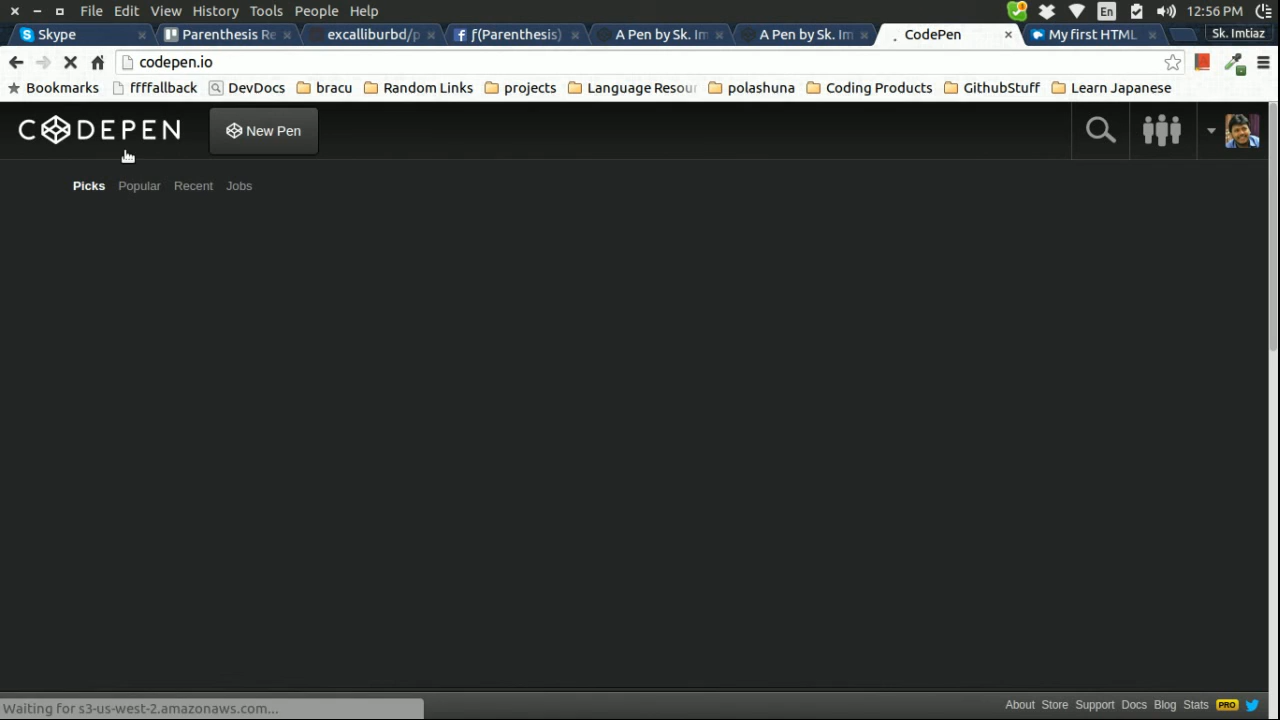 File Edit View History Tools People Help En 12:56 PM
Skype Parenthesis Re excalliburbd/p ƒ(Parenthesis) A Pen by Sk. Im A Pen by Sk. Im CodePen My first HTML Sk. Imtiaz
codepen.io
Bookmarks ffffallback DevDocs bracu Random Links projects Language Resou polashuna Coding Products GithubStuff Learn Japanese
CODEPEN New Pen
Picks Popular Recent Jobs
Waiting for s3-us-west-2.amazonaws.com... About Store Support Docs Blog Stats PRO